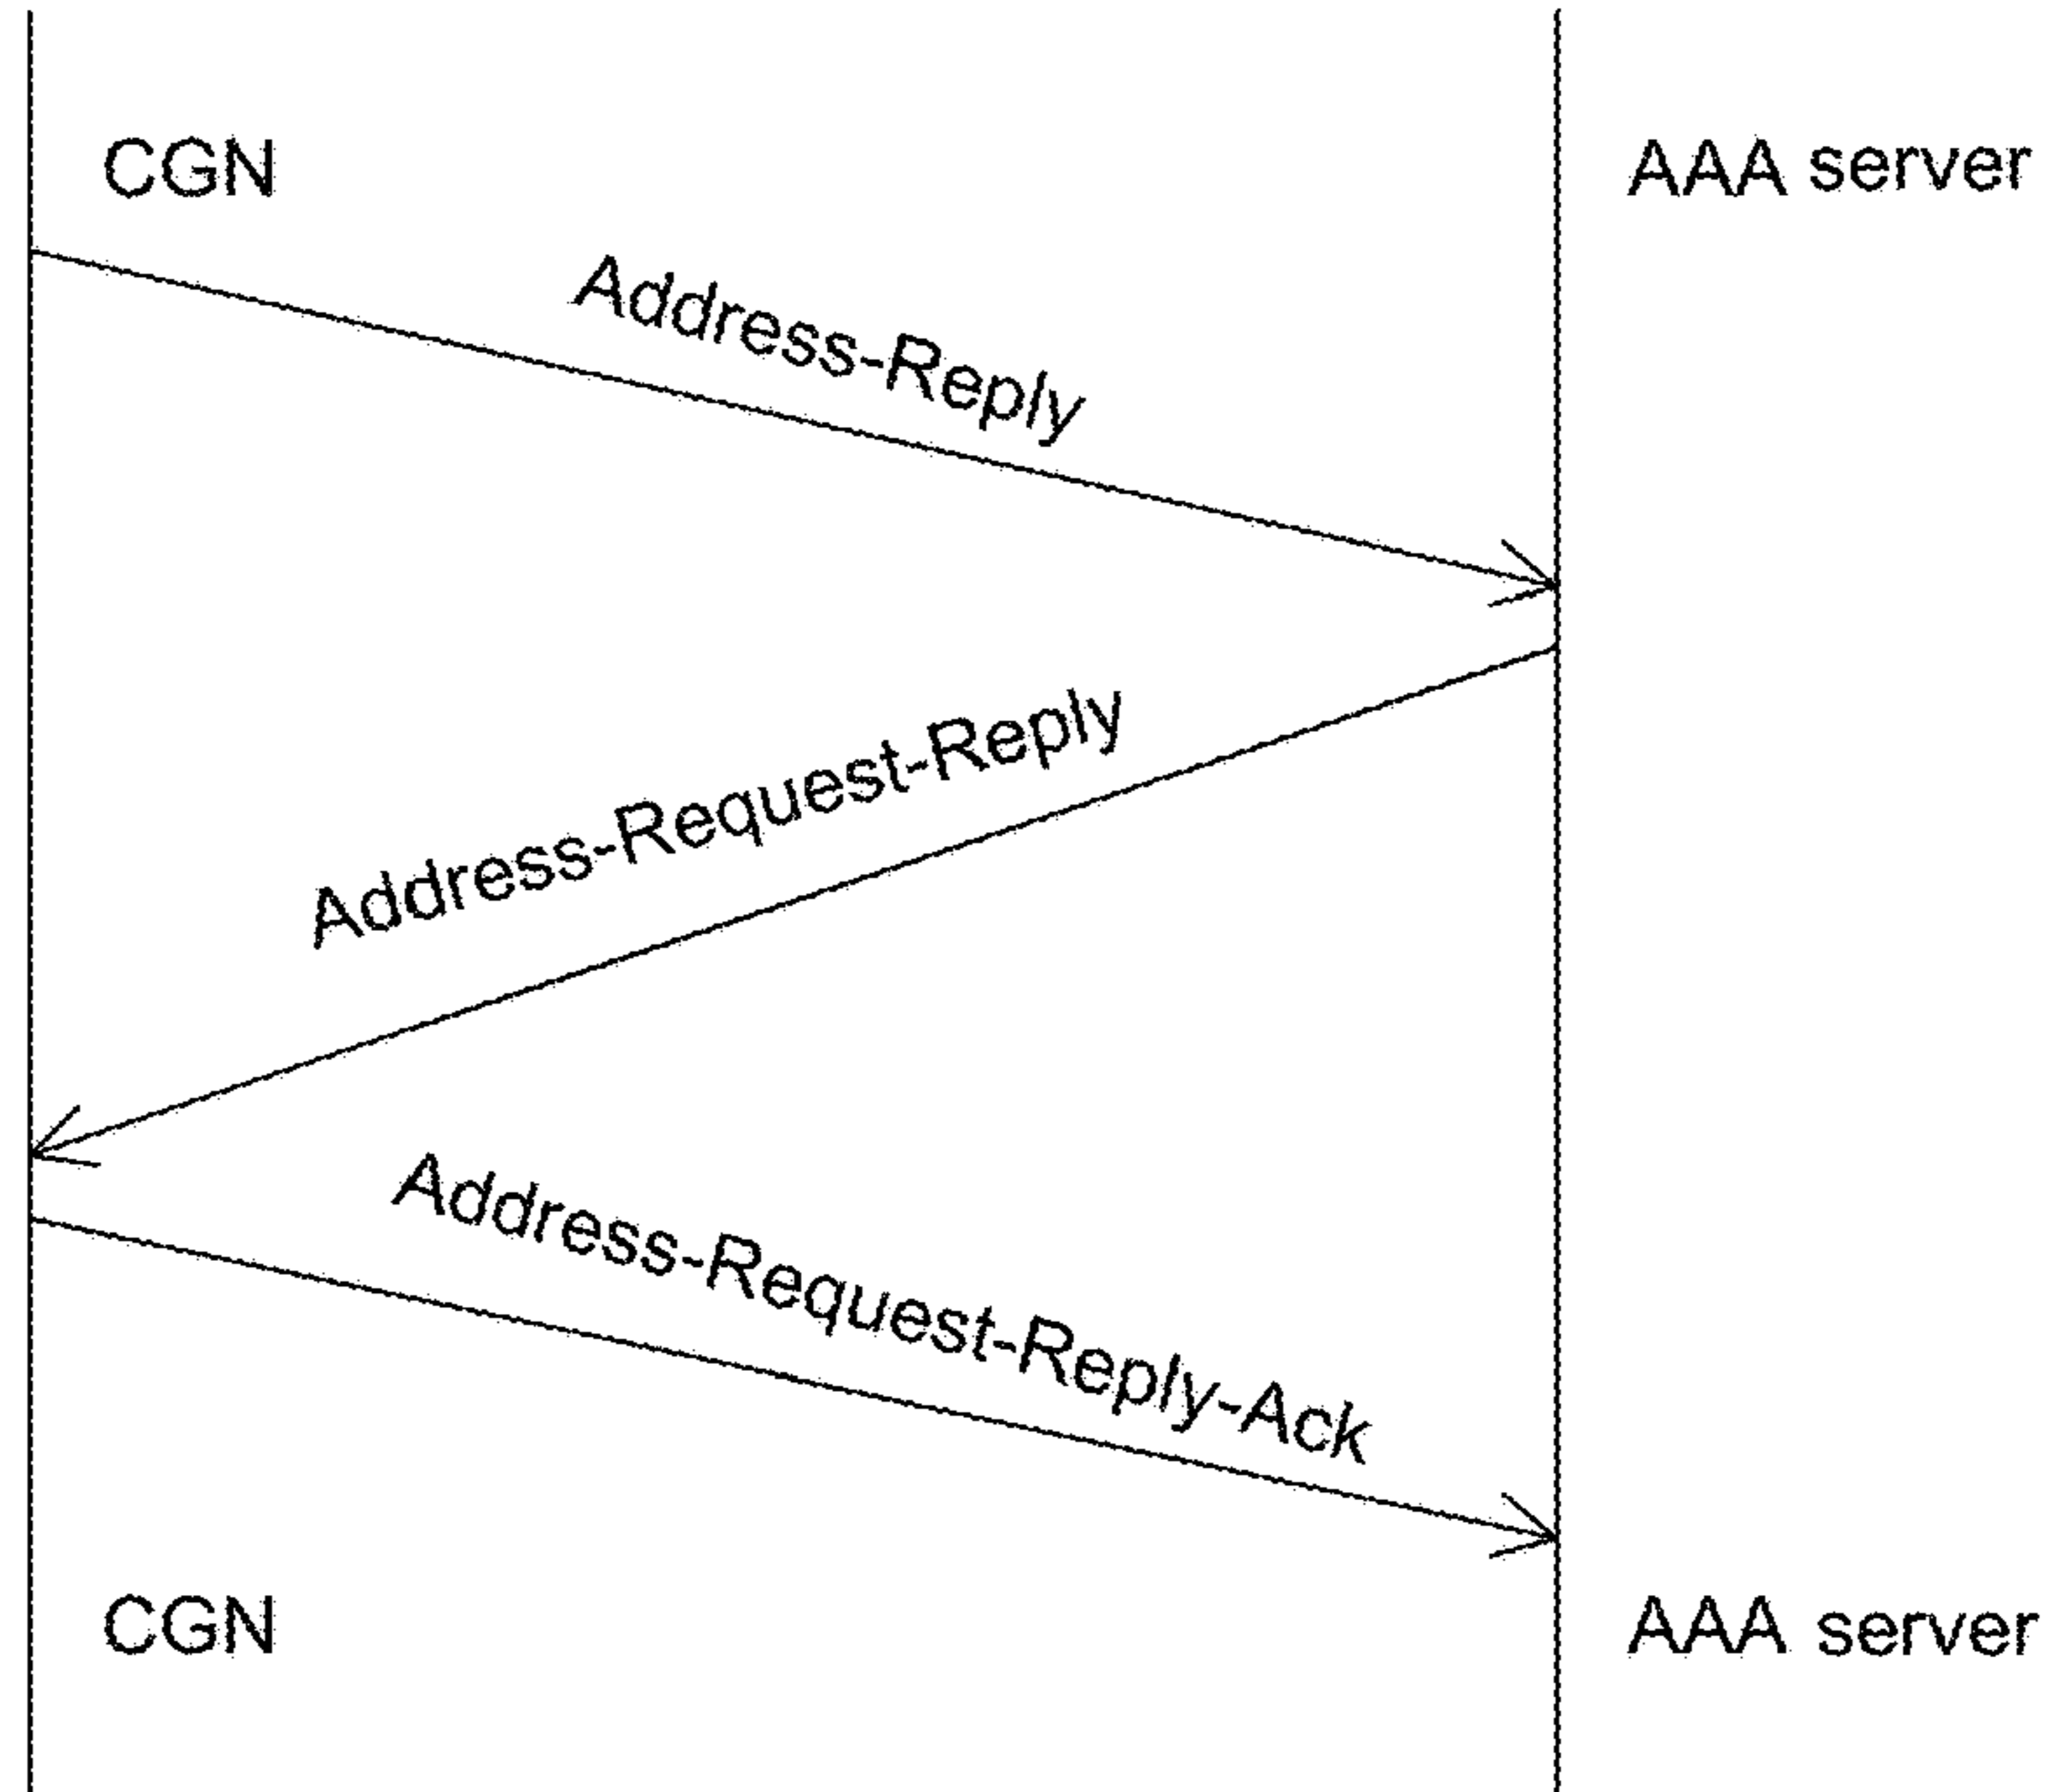 CGN
AAA server
Address-Reply
Address-Request-Reply
Address-Request-Reply-Ack
CGN
AAA server